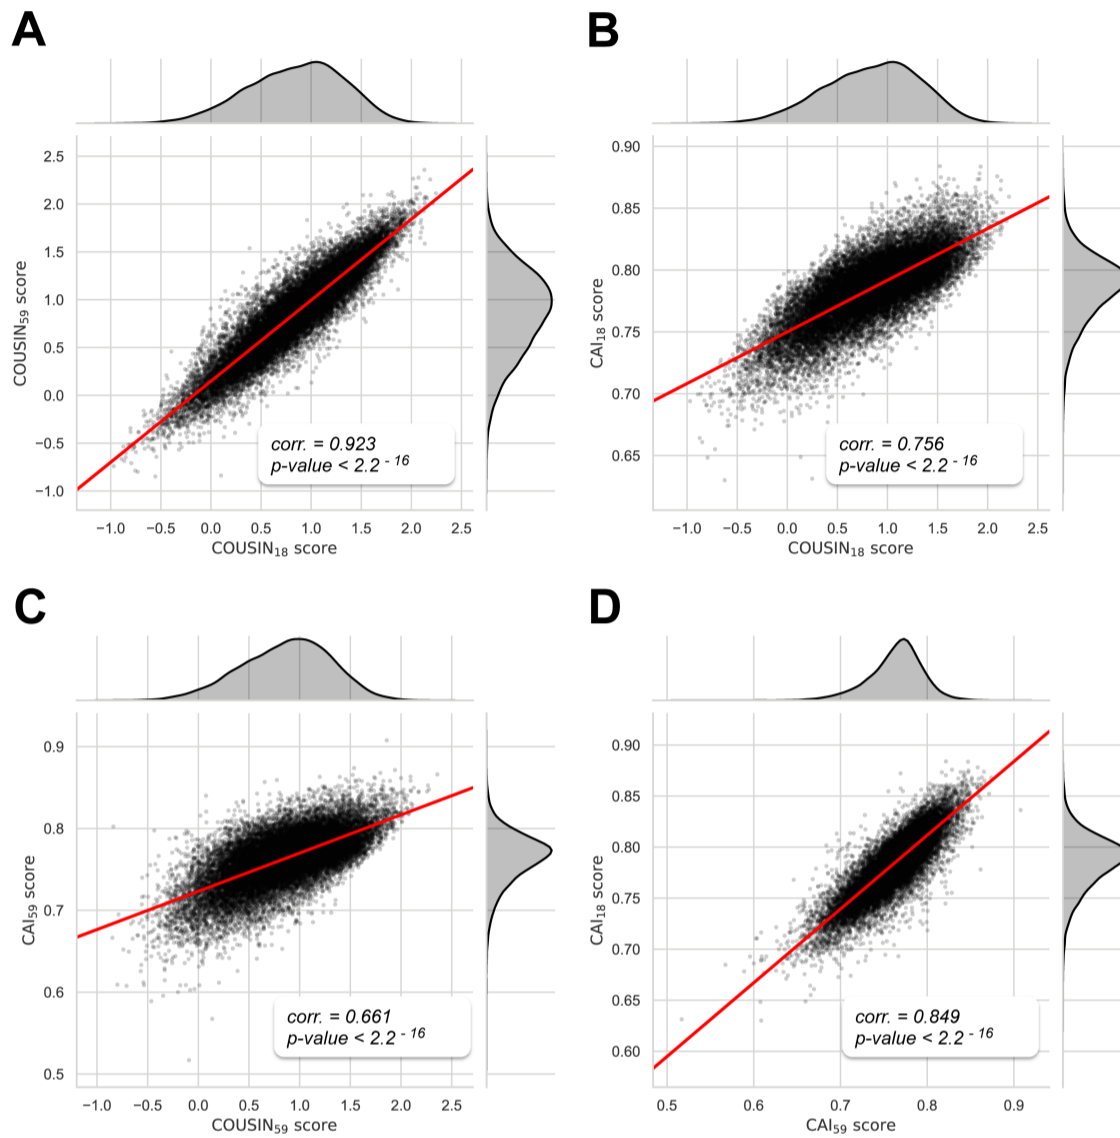 A
2.5
2.0
1.5
1.0
0.5
0.0
−0.5
−1.0
COUSIN₅₉ score
corr. = 0.923
p-value < 2.2⁻¹⁶
−1.0 −0.5 0.0 0.5 1.0 1.5 2.0 2.5
COUSIN₁₈ score
B
0.90
0.85
0.80
0.75
0.70
0.65
CAI₁₈ score
corr. = 0.756
p-value < 2.2⁻¹⁶
−1.0 −0.5 0.0 0.5 1.0 1.5 2.0 2.5
COUSIN₁₈ score
C
0.9
0.8
0.7
0.6
0.5
CAI₅₉ score
corr. = 0.661
p-value < 2.2⁻¹⁶
−1.0 −0.5 0.0 0.5 1.0 1.5 2.0 2.5
COUSIN₅₉ score
D
0.90
0.85
0.80
0.75
0.70
0.65
0.60
CAI₁₈ score
corr. = 0.849
p-value < 2.2⁻¹⁶
0.5 0.6 0.7 0.8 0.9
CAI₅₉ score